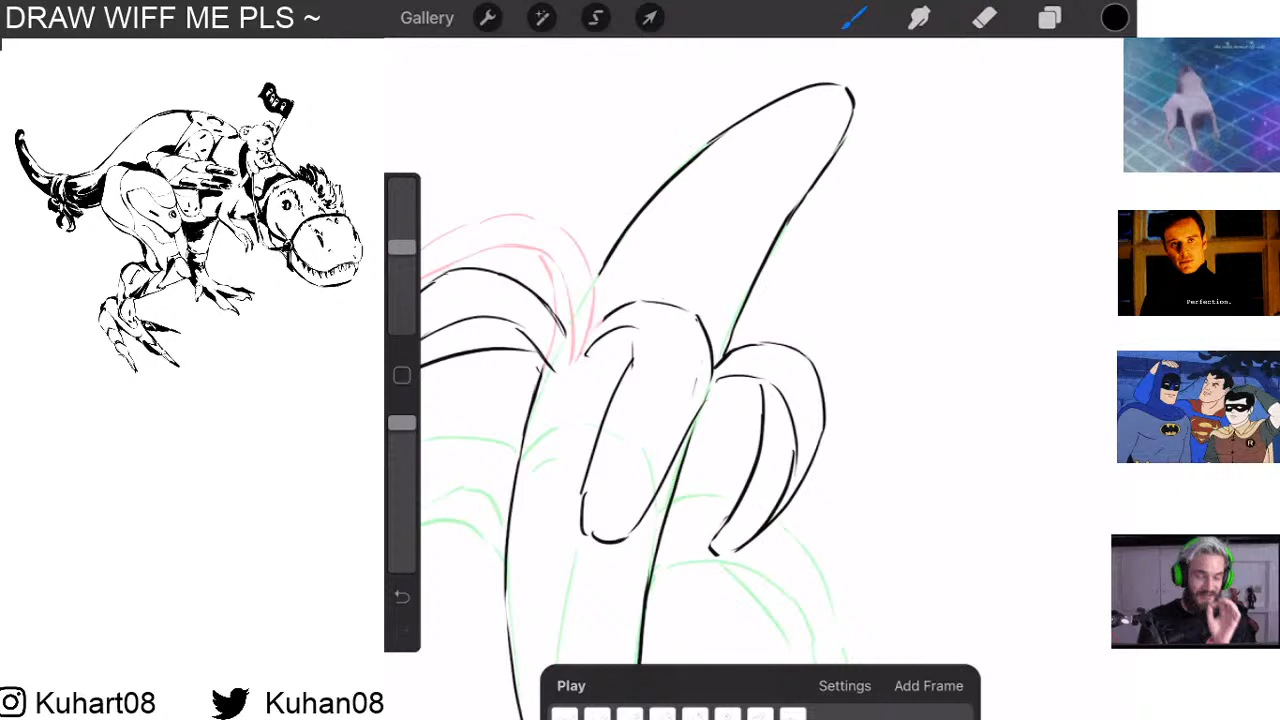 DRAW WIFF ME PLS ~
Gallery
Perfection.
R
Play
Settings
Add Frame
Kuhart08
Kuhan08